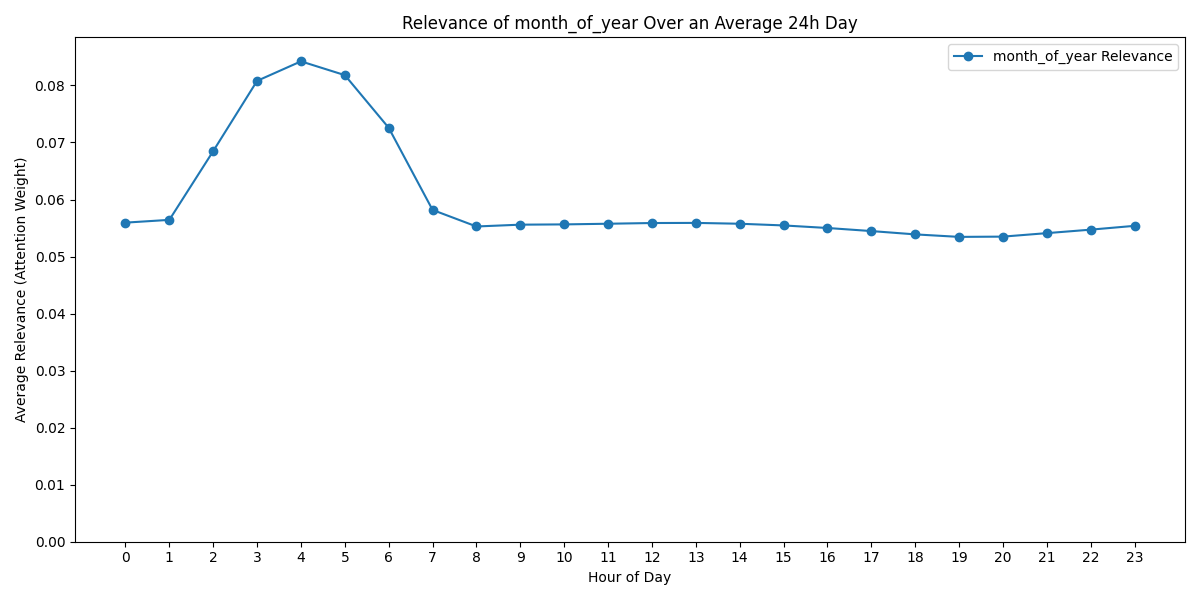 Relevance of month_of_year Over an Average 24h Day
month_of_year Relevance
Average Relevance (Attention Weight)
0.08
0.07
0.06
0.05
0.04
0.03
0.02
0.01
0.00
0 1 2 3 4 5 6 7 8 9 10 11 12 13 14 15 16 17 18 19 20 21 22 23
Hour of Day